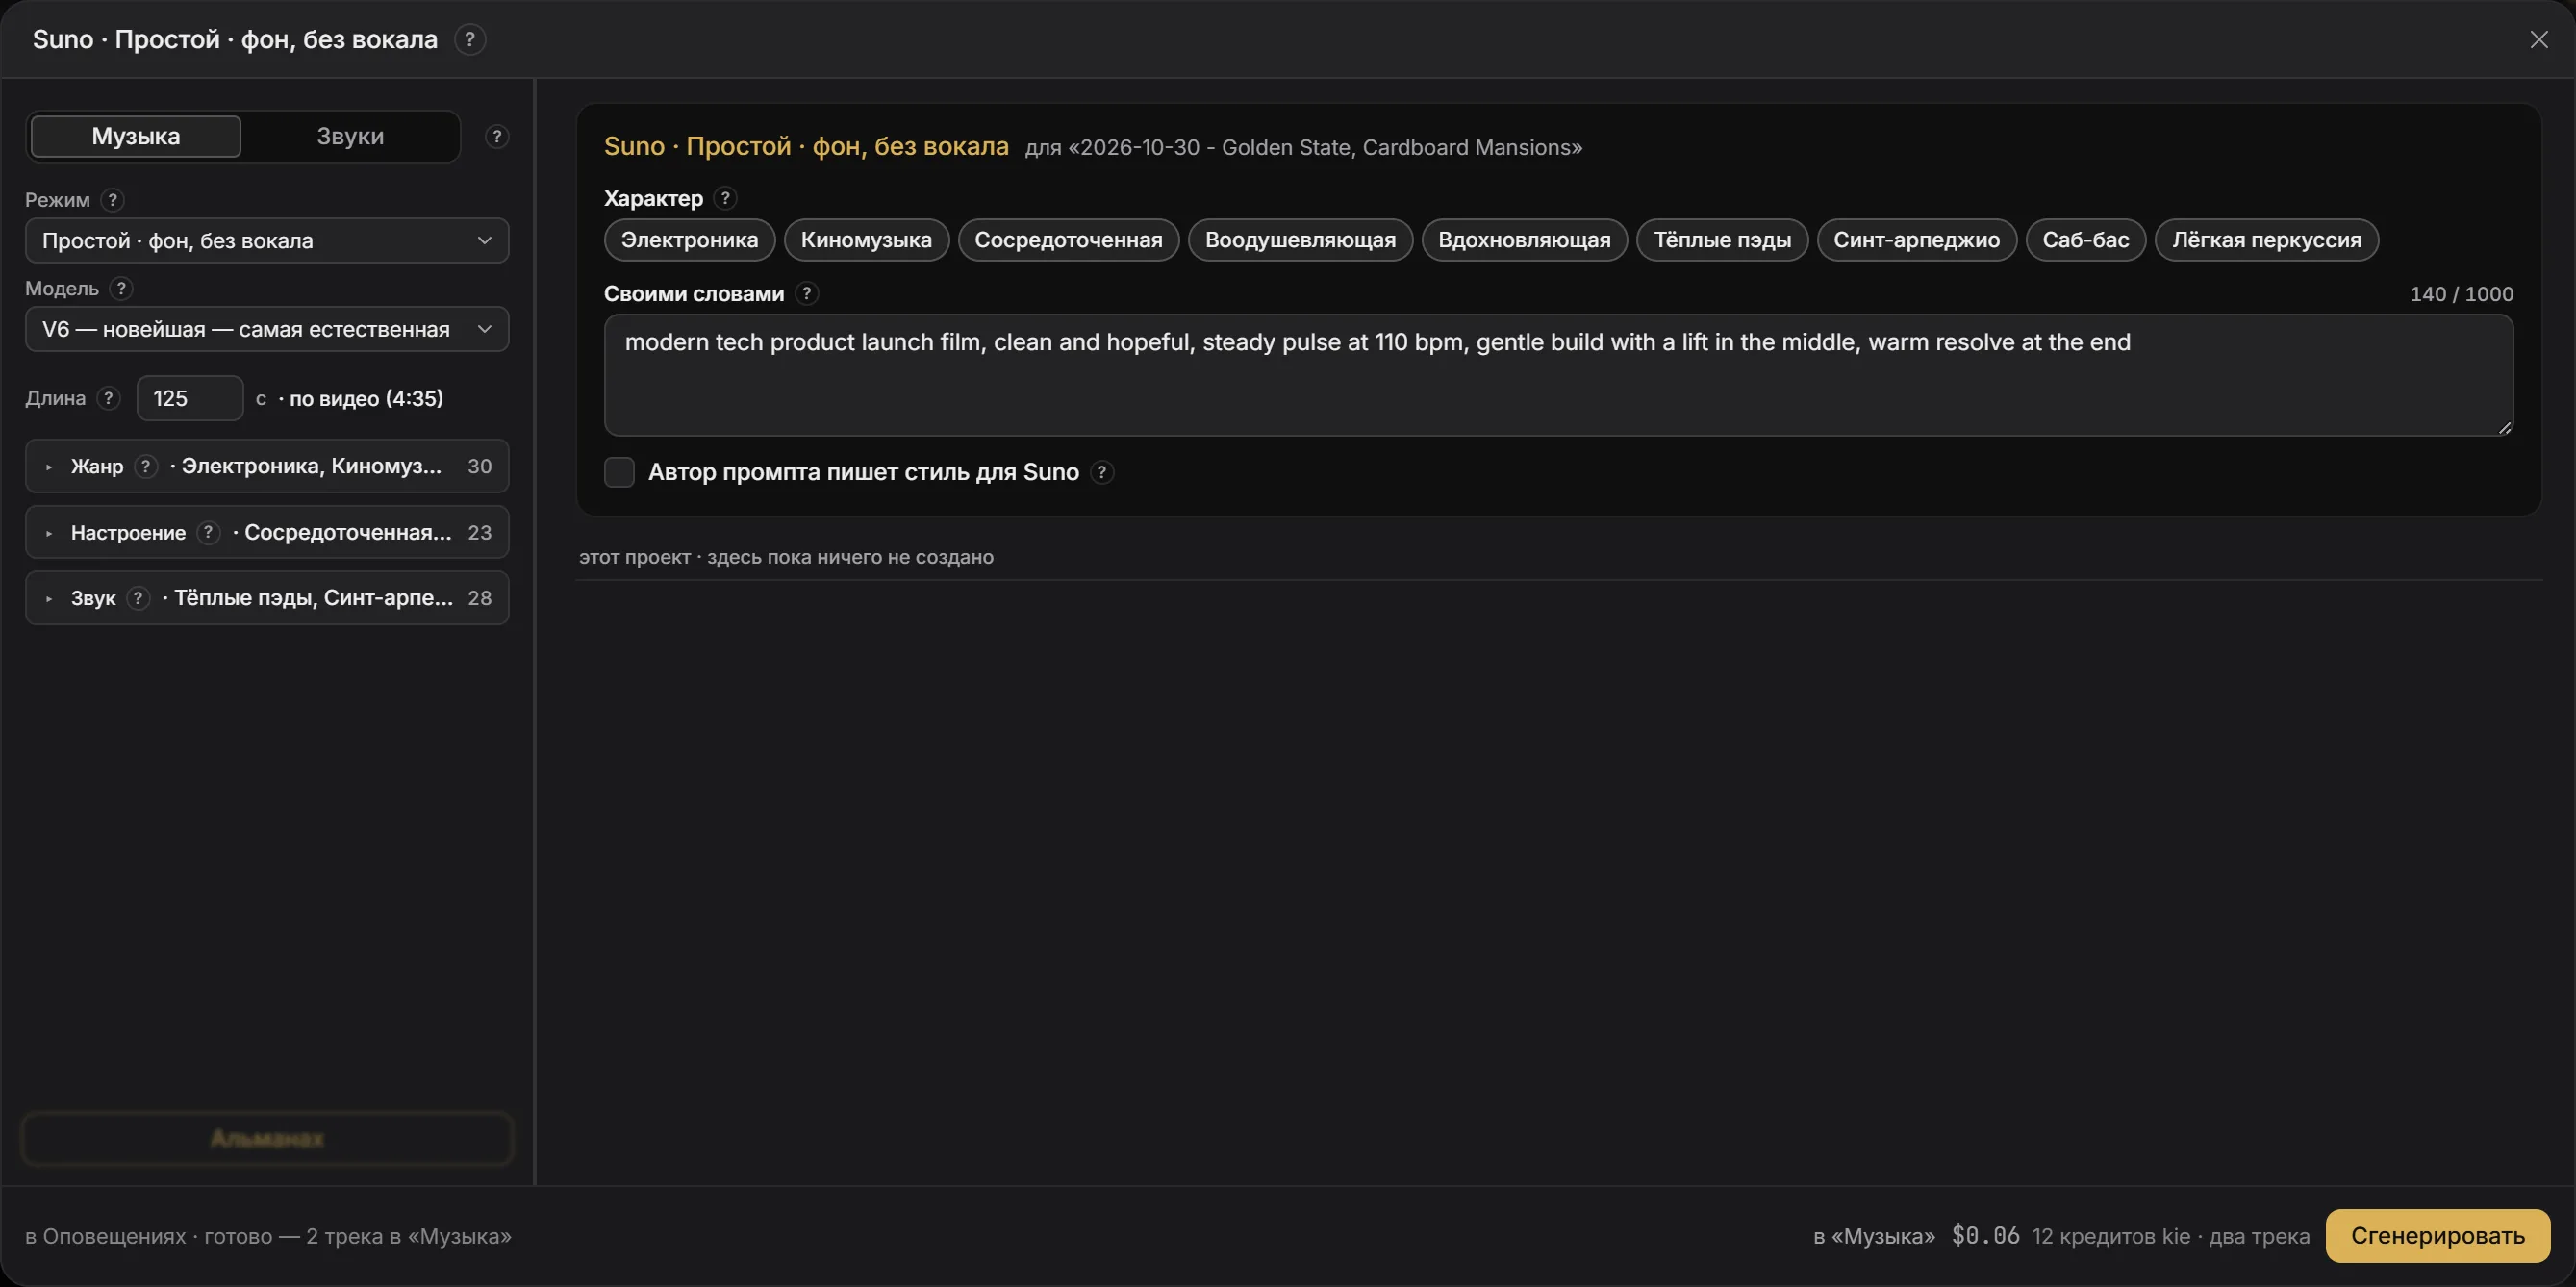 Suno · Простой · фон, без вокала ?
Музыка Звуки ?
Режим ?
Простой · фон, без вокала
Модель ?
V6 — новейшая — самая естественная
Длина ? 125 с · по видео (4:35)
Жанр ? · Электроника, Киномуз... 30
Настроение ? · Сосредоточенная... 23
Звук ? · Тёплые пэды, Синт-арпе... 28
Альманах
Suno · Простой · фон, без вокала для «2026-10-30 - Golden State, Cardboard Mansions»
Характер ?
Электроника Киномузыка Сосредоточенная Воодушевляющая Вдохновляющая Тёплые пэды Синт-арпеджио Саб-бас Лёгкая перкуссия
Своими словами ? 140 / 1000
modern tech product launch film, clean and hopeful, steady pulse at 110 bpm, gentle build with a lift in the middle, warm resolve at the end
Автор промпта пишет стиль для Suno ?
этот проект · здесь пока ничего не создано
в Оповещениях · готово — 2 трека в «Музыка»
в «Музыка» $0.06 12 кредитов kie · два трека Сгенерировать